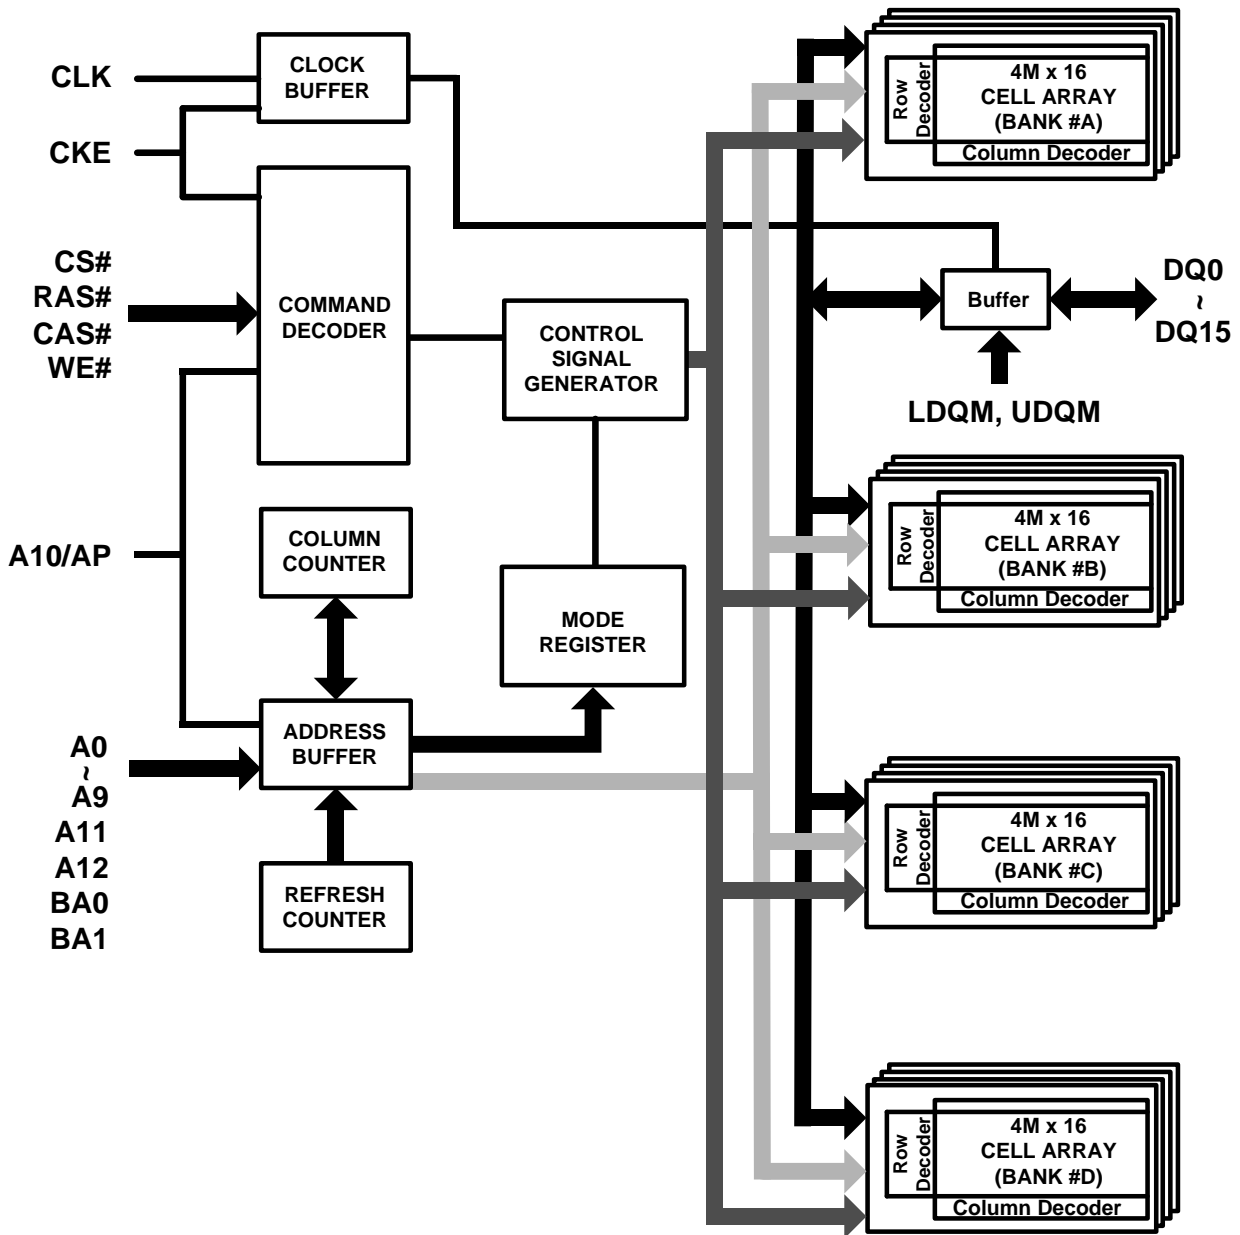 CLK
CKE
CS#
RAS#
CAS#
WE#
A10/AP
A0
~
A9
A11
A12
BA0
BA1
CLOCK
BUFFER
COMMAND
DECODER
COLUMN
COUNTER
ADDRESS
BUFFER
REFRESH
COUNTER
CONTROL
SIGNAL
GENERATOR
MODE
REGISTER
Row
Decoder
4M x 16
CELL ARRAY
(BANK #A)
Column Decoder
Buffer
DQ0
~
DQ15
LDQM, UDQM
Row
Decoder
4M x 16
CELL ARRAY
(BANK #B)
Column Decoder
Row
Decoder
4M x 16
CELL ARRAY
(BANK #C)
Column Decoder
Row
Decoder
4M x 16
CELL ARRAY
(BANK #D)
Column Decoder